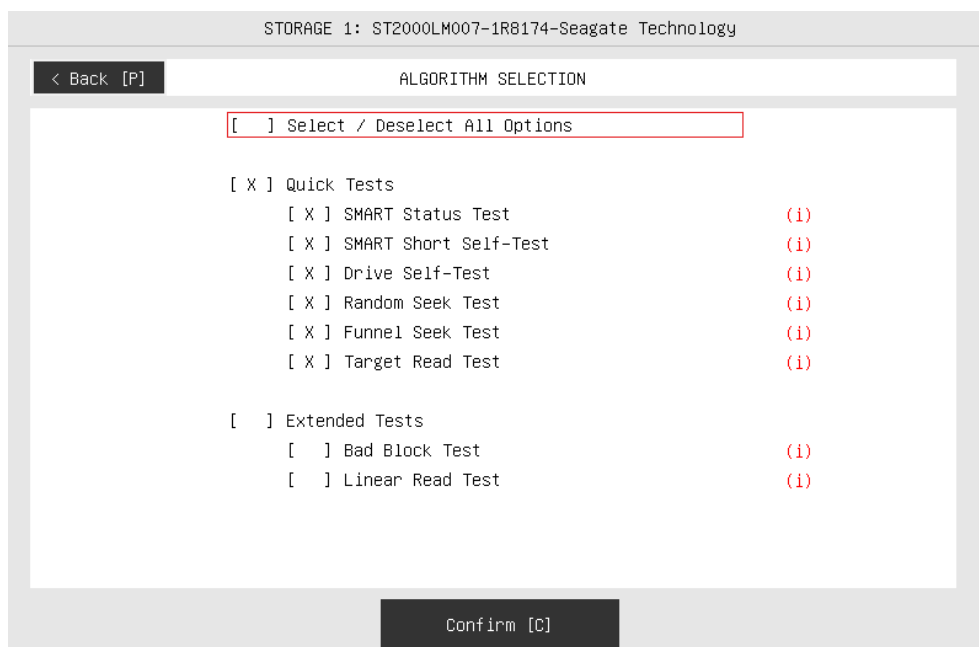 STORAGE 1: ST2000LM007-1R8174-Seagate Technology
< Back [P] ALGORITHM SELECTION
[   ] Select / Deselect All Options
[ X ] Quick Tests
[ X ] SMART Status Test (i)
[ X ] SMART Short Self-Test (i)
[ X ] Drive Self-Test (i)
[ X ] Random Seek Test (i)
[ X ] Funnel Seek Test (i)
[ X ] Target Read Test (i)
[   ] Extended Tests
[   ] Bad Block Test (i)
[   ] Linear Read Test (i)
Confirm [C]